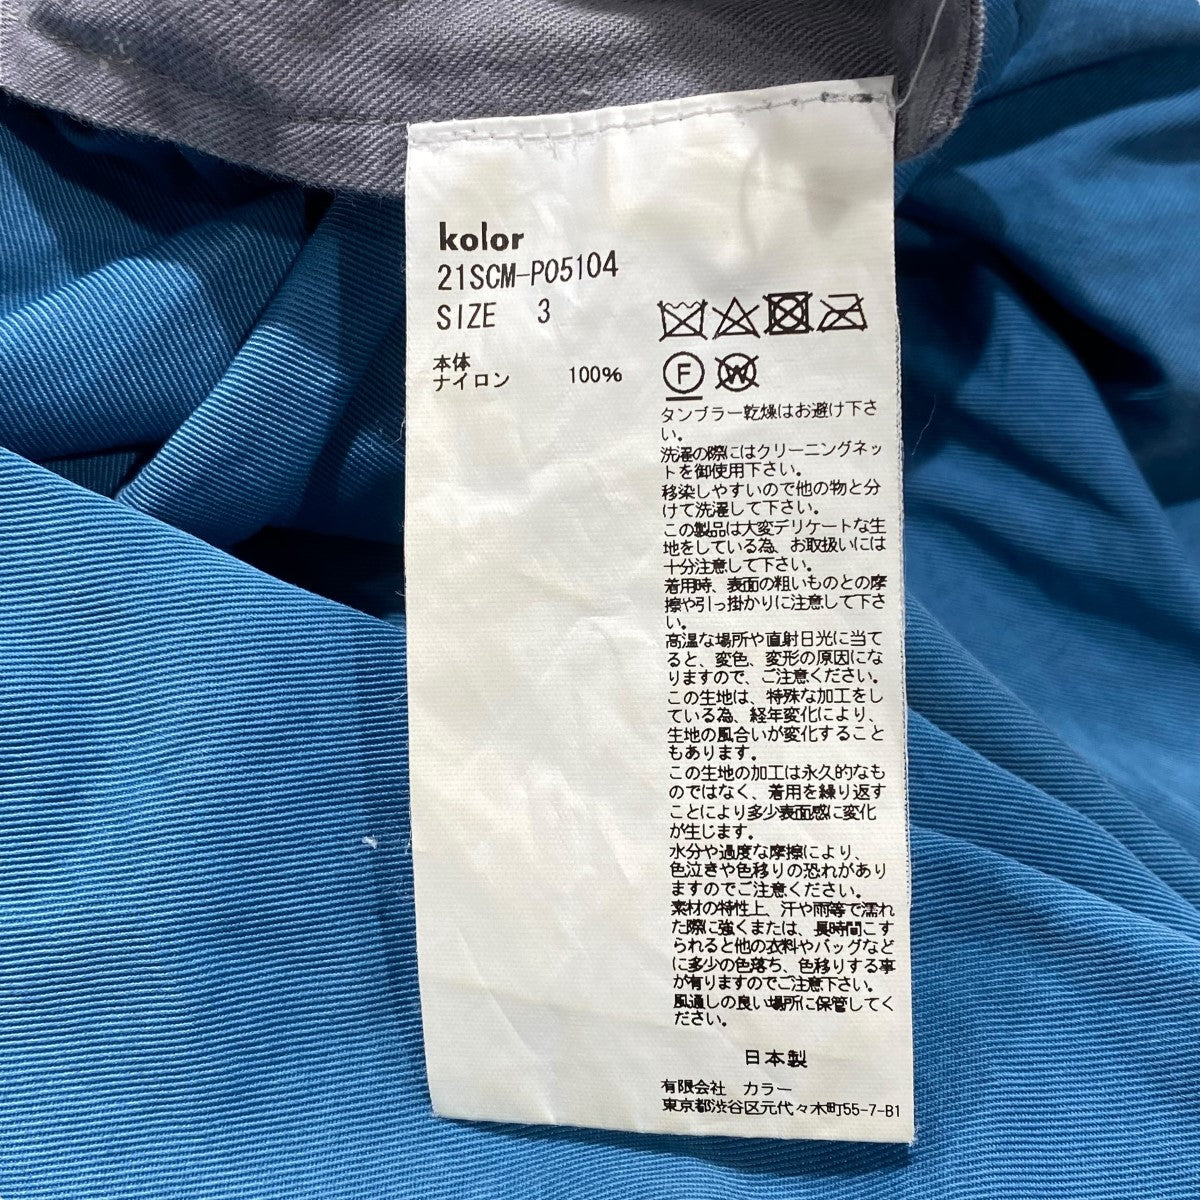 kolor
21SCM-P05104
SIZE 3
本体
ナイロン 100%
F
W
タンブラー乾燥はお避け下さ
い。
洗濯の際にはクリーニングネッ
トを御使用下さい。
移染しやすいので他の物と分
けて洗濯して下さい。
この製品は大変デリケートな生
地をしている為、お取扱いには
十分注意して下さい。
着用時、表面の粗いものとの摩
擦や引っ掛かりに注意して下さ
い。
高温な場所や直射日光に当て
ると、変色、変形の原因にな
りますので、ご注意ください。
この生地は、特殊な加工をし
ている為、経年変化により、
生地の風合いが変化すること
もあります。
この生地の加工は永久的なも
のではなく、着用を繰り返す
ことにより多少表面感に変化
が生じます。
水分や過度な摩擦により、
色泣きや色移りの恐れがあり
ますのでご注意ください。
素材の特性上、汗や雨等で濡れ
た際に強くまたは、長時間こす
られると他の衣料やバッグなど
に多少の色落ち、色移りする事
が有りますのでご注意下さい。
風通しの良い場所に保管してく
ださい。
日本製
有限会社 カラー
東京都渋谷区元代々木町55-7-B1